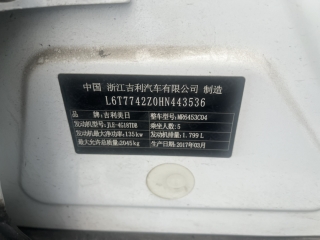 中国 浙江吉利汽车有限公司 制造
L6T7742Z0HN443536
品牌:吉利美日 整车型号:MR6453C04
发动机型号:JLE-4G18TDB 乘坐人数:5
发动机最大净功率:135kw 发动机排量:1.799L
最大允许总质量:2045kg 生产日期:2017年03月